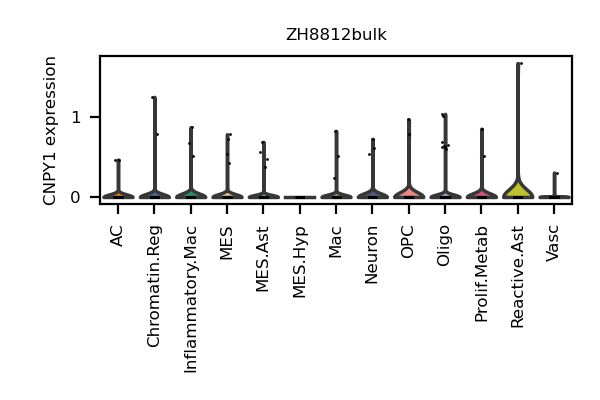 ZH8812bulk
CNPY1 expression
1
0
AC
Chromatin.Reg
Inflammatory.Mac
MES
MES.Ast
MES.Hyp
Mac
Neuron
OPC
Oligo
Prolif.Metab
Reactive.Ast
Vasc